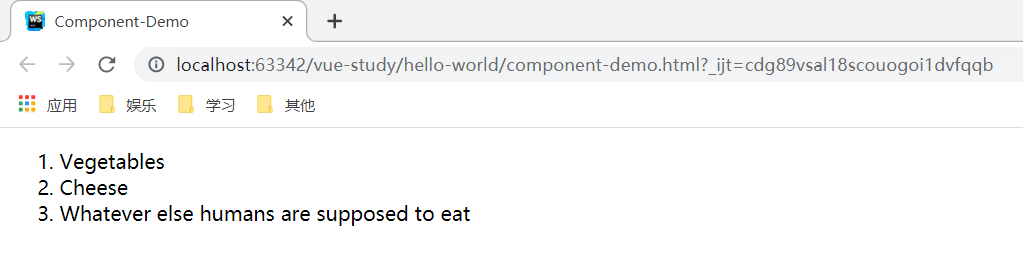 Component-Demo
localhost:63342/vue-study/hello-world/component-demo.html?_ijt=cdg89vsal18scouogoi1dvfqqb
应用 娱乐 学习 其他
1. Vegetables
2. Cheese
3. Whatever else humans are supposed to eat